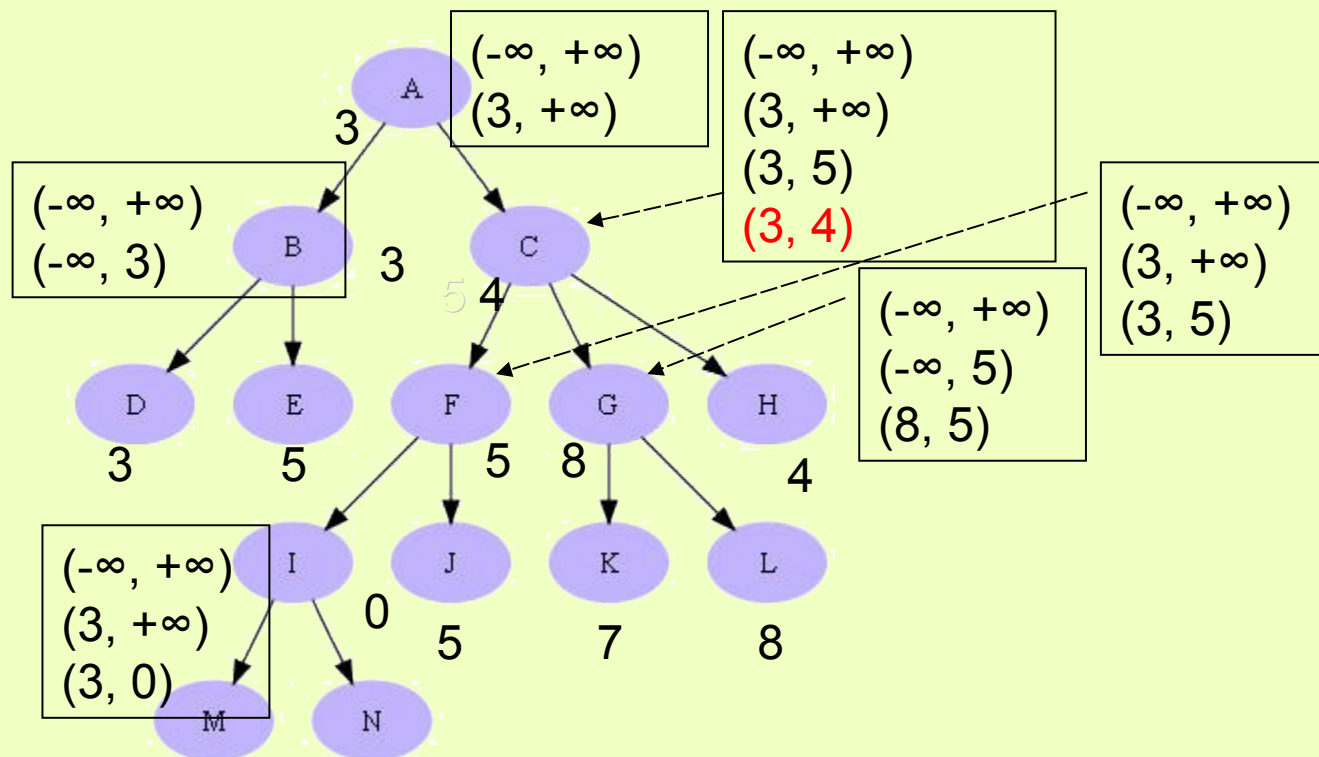 A
3
(-∞, +∞)
(3, +∞)
(-∞, +∞)
(3, +∞)
(3, 5)
(3, 4)
(-∞, +∞)
(-∞, 3)
B
3
C
5 4
(-∞, +∞)
(3, +∞)
(3, 5)
(-∞, +∞)
(-∞, 5)
(8, 5)
D
E
F
G
H
3
5
5
8
4
(-∞, +∞)
(3, +∞)
(3, 0)
I
J
K
L
0
5
7
8
M
N